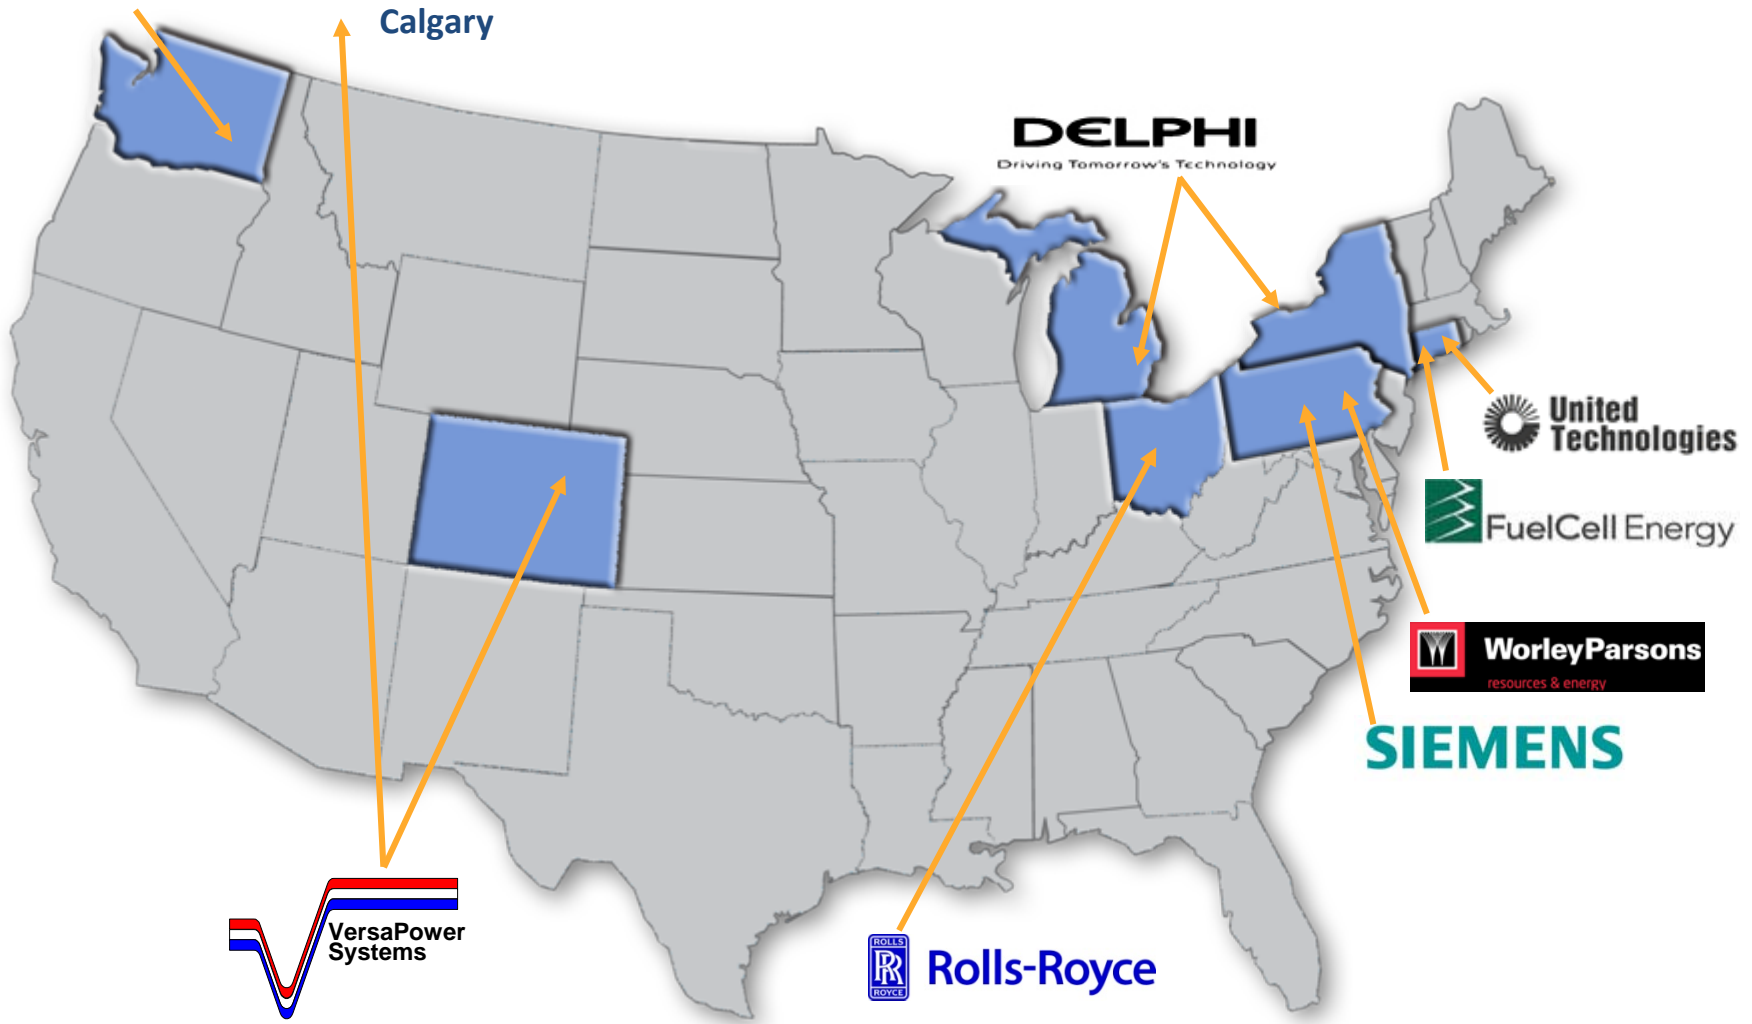 Calgary
DELPHI
Driving Tomorrow's Technology
United
Technologies
FuelCell Energy
WorleyParsons
resources & energy
SIEMENS
VersaPower
Systems
ROLLS
RR
ROYCE
Rolls-Royce